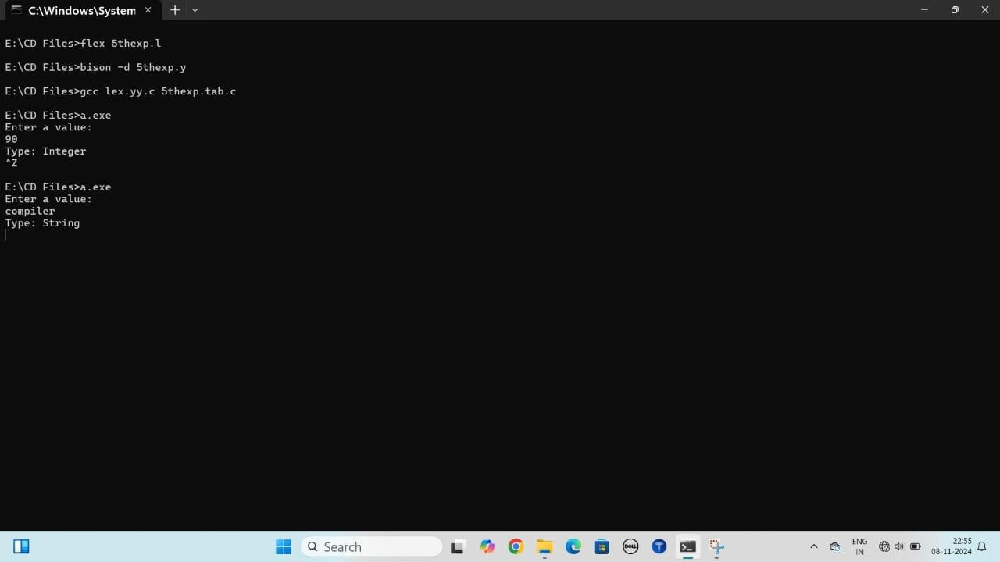 C:\Windows\System
E:\CD Files>flex 5thexp.l
E:\CD Files>bison -d 5thexp.y
E:\CD Files>gcc lex.yy.c 5thexp.tab.c
E:\CD Files>a.exe
Enter a value:
90
Type: Integer
^Z
E:\CD Files>a.exe
Enter a value:
compiler
Type: String
Search
DELL
T
ENG
IN
22:55
08-11-2024